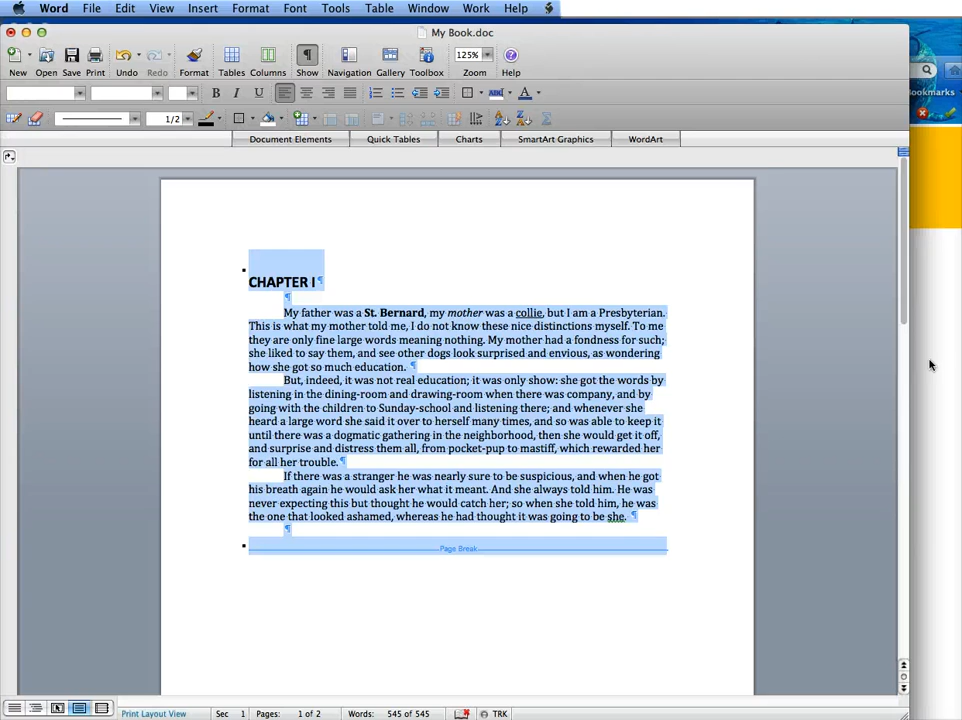 Word File Edit View Insert Format Font Tools Table Window Work Help
My Book.doc
125%
New Open Save Print Undo Redo Format Tables Columns Show Navigation Gallery Toolbox Zoom Help
Bookmarks
B I U
1/2
Document Elements Quick Tables Charts SmartArt Graphics WordArt
CHAPTER I¶
¶
My father was a St. Bernard, my mother was a collie, but I am a Presbyterian.
This is what my mother told me, I do not know these nice distinctions myself. To me
they are only fine large words meaning nothing. My mother had a fondness for such;
she liked to say them, and see other dogs look surprised and envious, as wondering
how she got so much education. ¶
But, indeed, it was not real education; it was only show: she got the words by
listening in the dining-room and drawing-room when there was company, and by
going with the children to Sunday-school and listening there; and whenever she
heard a large word she said it over to herself many times, and so was able to keep it
until there was a dogmatic gathering in the neighborhood, then she would get it off,
and surprise and distress them all, from pocket-pup to mastiff, which rewarded her
for all her trouble. ¶
If there was a stranger he was nearly sure to be suspicious, and when he got
his breath again he would ask her what it meant. And she always told him. He was
never expecting this but thought he would catch her; so when she told him, he was
the one that looked ashamed, whereas he had thought it was going to be she. ¶
¶
Page Break
Print Layout View Sec 1 Pages: 1 of 2 Words: 545 of 545 TRK